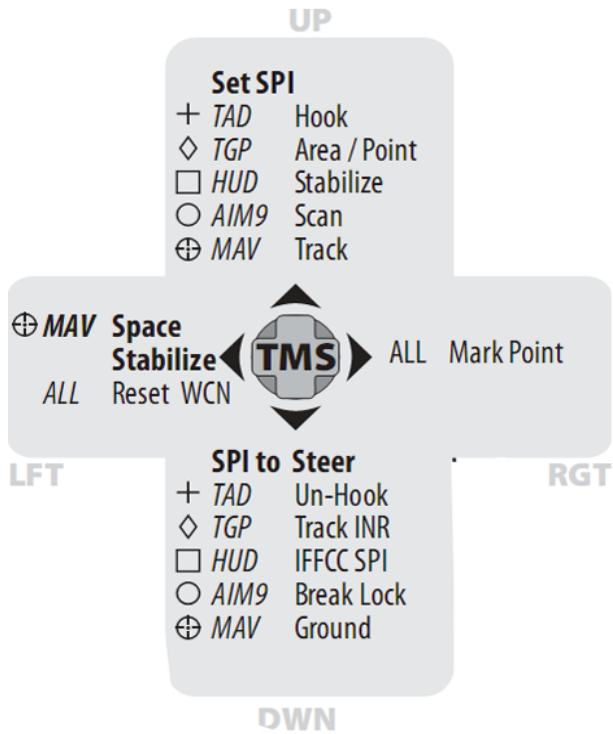 UP
Set SPI
TAD Hook
TGP Area / Point
HUD Stabilize
AIM9 Scan
MAV Track
MAV Space
Stabilize
ALL Reset WCN
TMS
ALL Mark Point
LFT
RGT
SPI to Steer
TAD Un-Hook
TGP Track INR
HUD IFFCC SPI
AIM9 Break Lock
MAV Ground
DWN